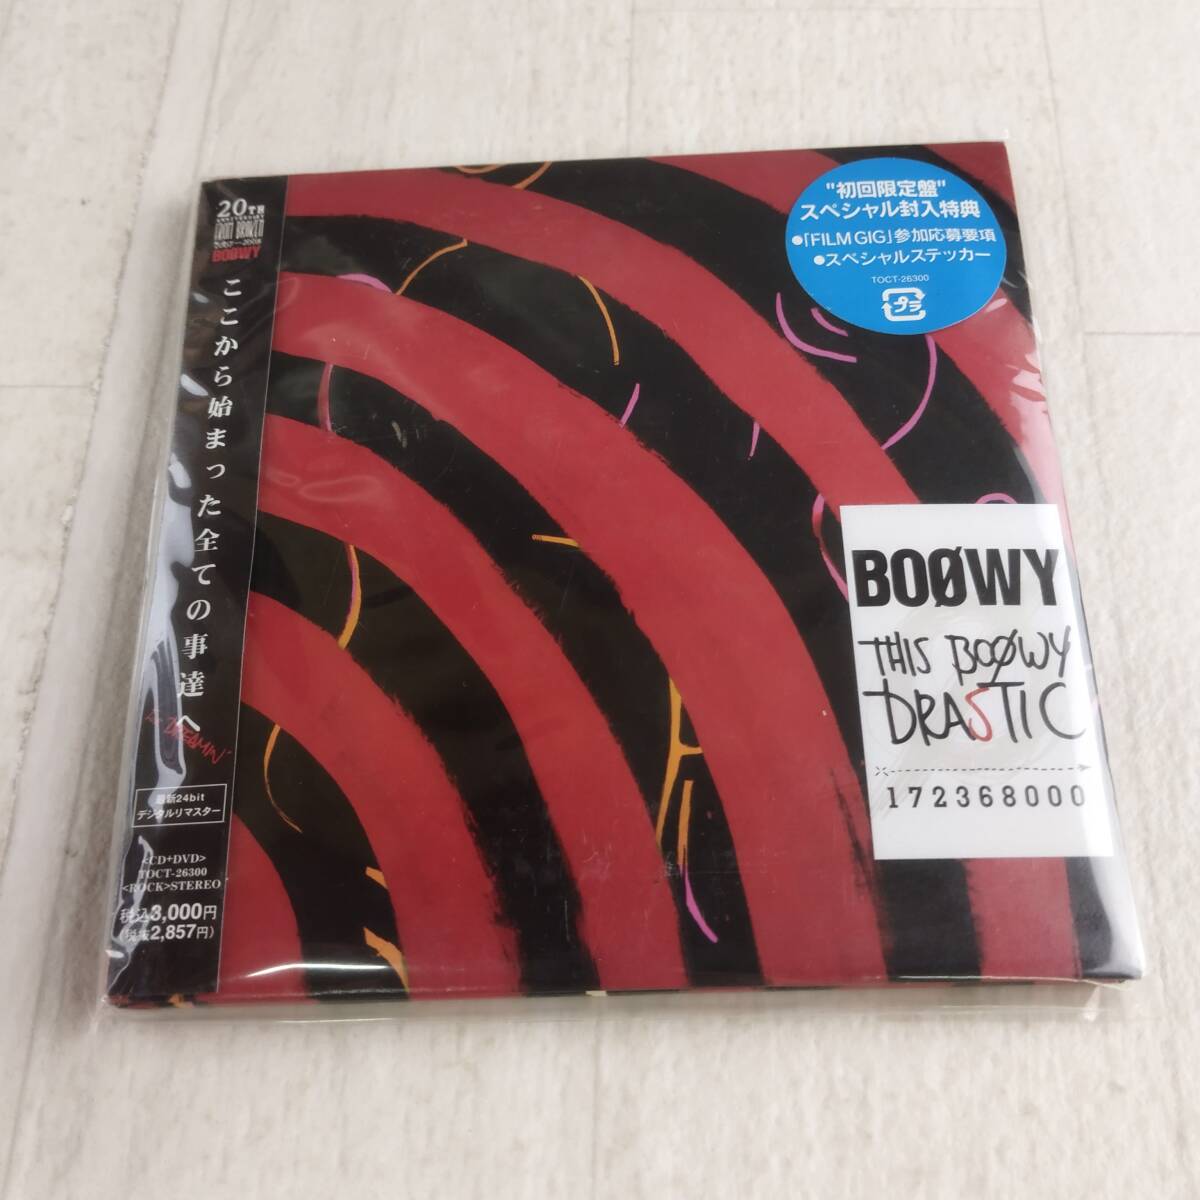 20TH
ANNIVERSARY
BOØWY
ここから始まった全ての事達へ
DREAMIN'
最新24bit
デジタルリマスター
<CD+DVD>
TOCT-26300
<ROCK>STEREO
税込3,000円
(税抜2,857円)
"初回限定盤"
スペシャル封入特典
●「FILM GIG」参加応募要項
●スペシャルステッカー
TOCT-26300
プラ
BOØWY
THIS BOØWY
DRASTIC
172368000